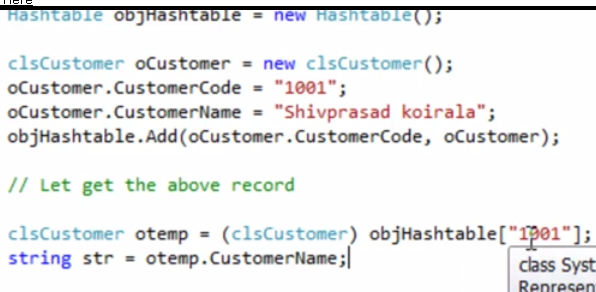 Here
Hashtable objHashtable = new Hashtable();
clsCustomer oCustomer = new clsCustomer();
oCustomer.CustomerCode = "1001";
oCustomer.CustomerName = "Shivprasad koirala";
objHashtable.Add(oCustomer.CustomerCode, oCustomer);
// Let get the above record
clsCustomer otemp = (clsCustomer) objHashtable["1001"];
string str = otemp.CustomerName;
class Syst
Represen